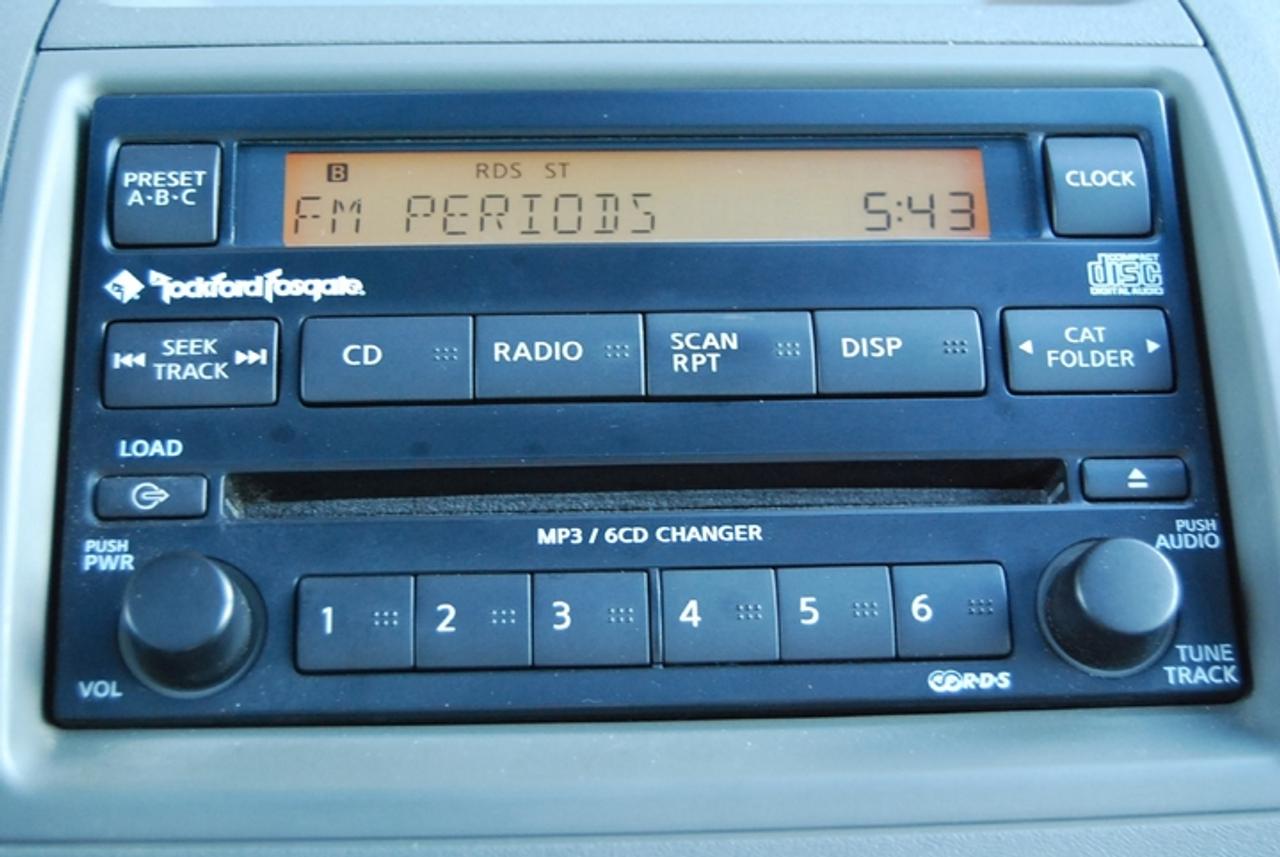 PRESET
A·B·C
B RDS ST
FM PERIODS 5:43
CLOCK
Rockford Fosgate.
COMPACT
disc
DIGITAL AUDIO
SEEK
TRACK
CD
RADIO
SCAN
RPT
DISP
CAT
FOLDER
LOAD
MP3 / 6CD CHANGER
PUSH
PWR
PUSH
AUDIO
1 2 3 4 5 6
VOL
R·D·S
TUNE
TRACK